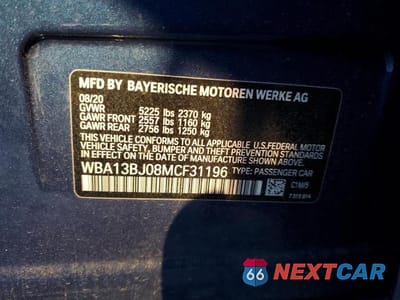 MFD BY BAYERISCHE MOTOREN WERKE AG
08/20
GVWR 5225 lbs 2370 kg
GAWR FRONT 2557 lbs 1160 kg
GAWR REAR 2756 lbs 1250 kg
THIS VEHICLE CONFORMS TO ALL APPLICABLE U.S. FEDERAL MOTOR
VEHICLE SAFETY, BUMPER AND THEFT PREVENTION STANDARDS IN
EFFECT ON THE DATE OF MANUFACTURE SHOWN ABOVE.
WBA13BJ08MCF31196 TYPE: PASSENGER CAR
66 NEXTCAR